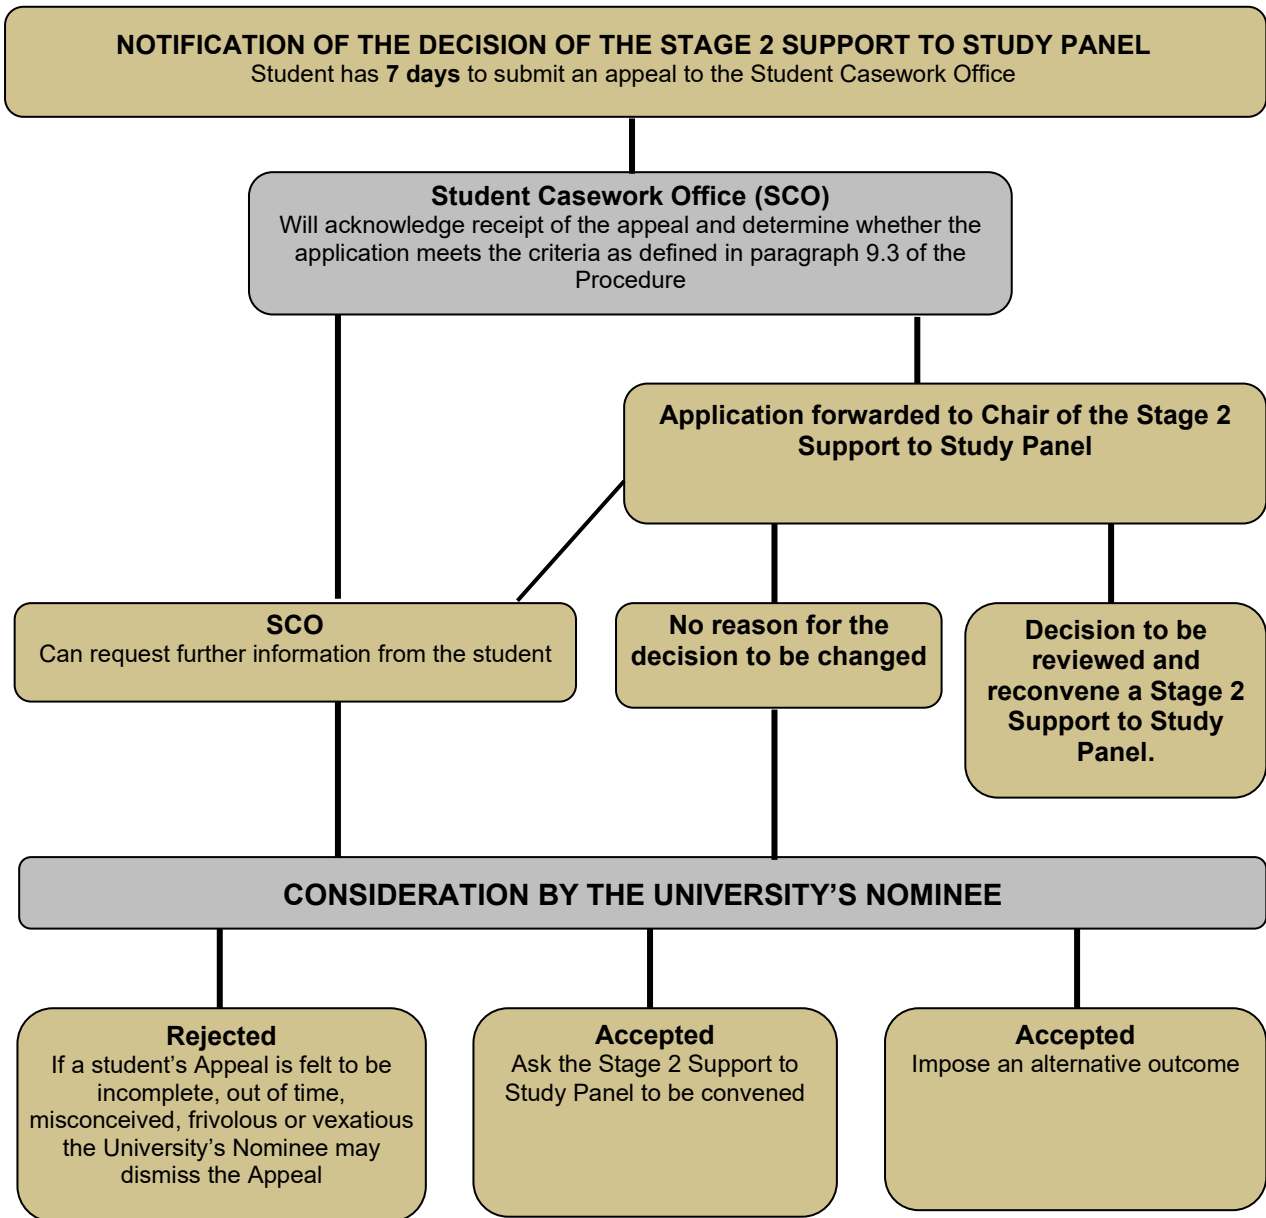 NOTIFICATION OF THE DECISION OF THE STAGE 2 SUPPORT TO STUDY PANEL
Student has 7 days to submit an appeal to the Student Casework Office
Student Casework Office (SCO)
Will acknowledge receipt of the appeal and determine whether the
application meets the criteria as defined in paragraph 9.3 of the
Procedure
Application forwarded to Chair of the Stage 2
Support to Study Panel
SCO
Can request further information from the student
No reason for the
decision to be changed
Decision to be
reviewed and
reconvene a Stage 2
Support to Study
Panel.
CONSIDERATION BY THE UNIVERSITY’S NOMINEE
Rejected
If a student’s Appeal is felt to be
incomplete, out of time,
misconceived, frivolous or vexatious
the University’s Nominee may
dismiss the Appeal
Accepted
Ask the Stage 2 Support to
Study Panel to be convened
Accepted
Impose an alternative outcome